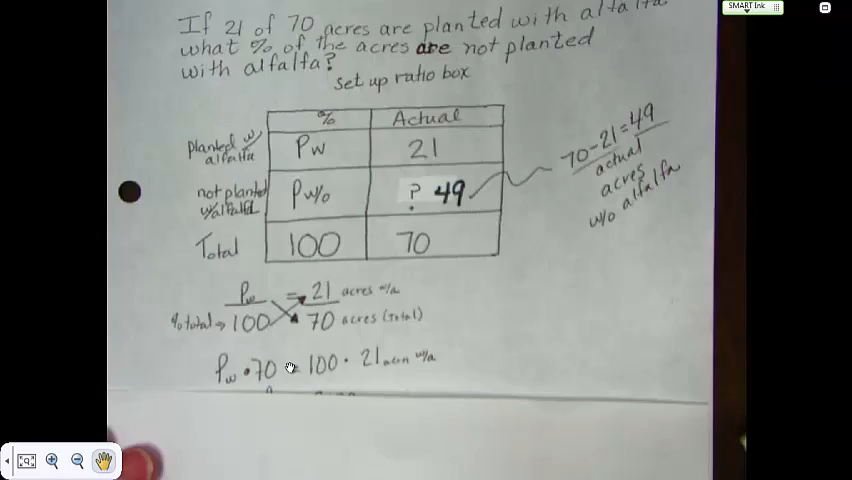 SMART Ink
If 21 of 70 acres are planted with alfalfa
what % of the acres are not planted
with alfalfa?
set up ratio box
% Actual
planted w/ alfalfa Pw 21
not planted w/alfalfa Pw/o ? 49
Total 100 70
70-21=49
actual
acres
w/o alfalfa
Pw = 21 acres w/a
% total → 100 70 acres (Total)
Pw • 70 = 100 • 21 acres w/a